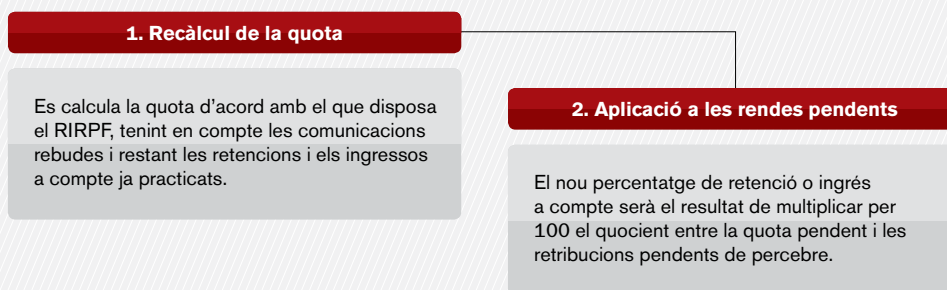 1. Recàlcul de la quota
Es calcula la quota d’acord amb el que disposa
el RIRPF, tenint en compte les comunicacions
rebudes i restant les retencions i els ingressos
a compte ja practicats.
2. Aplicació a les rendes pendents
El nou percentatge de retenció o ingrés
a compte serà el resultat de multiplicar per
100 el quocient entre la quota pendent i les
retribucions pendents de percebre.